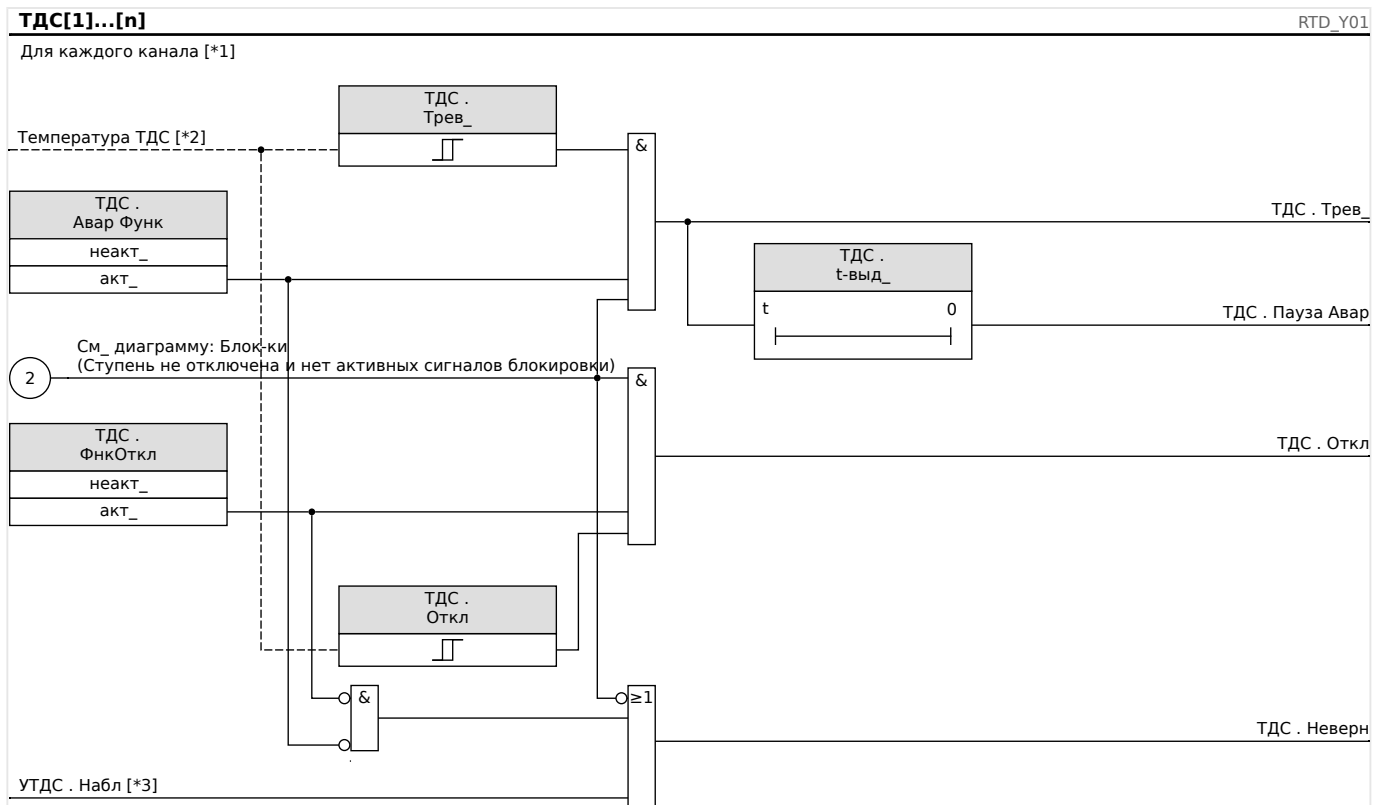 ТДС[1]...[n]
RTD_Y01
Для каждого канала [*1]
ТДС .
Трев_
Температура ТДС [*2]
&
ТДС .
Авар Функ
неакт_
акт_
ТДС . Трев_
ТДС .
t-выд_
t
0
ТДС . Пауза Авар
См_ диаграмму: Блок-ки
(Ступень не отключена и нет активных сигналов блокировки)
2
&
ТДС .
ФнкОткл
неакт_
акт_
ТДС . Откл
ТДС .
Откл
&
≥1
ТДС . Неверн
УТДС . Набл [*3]